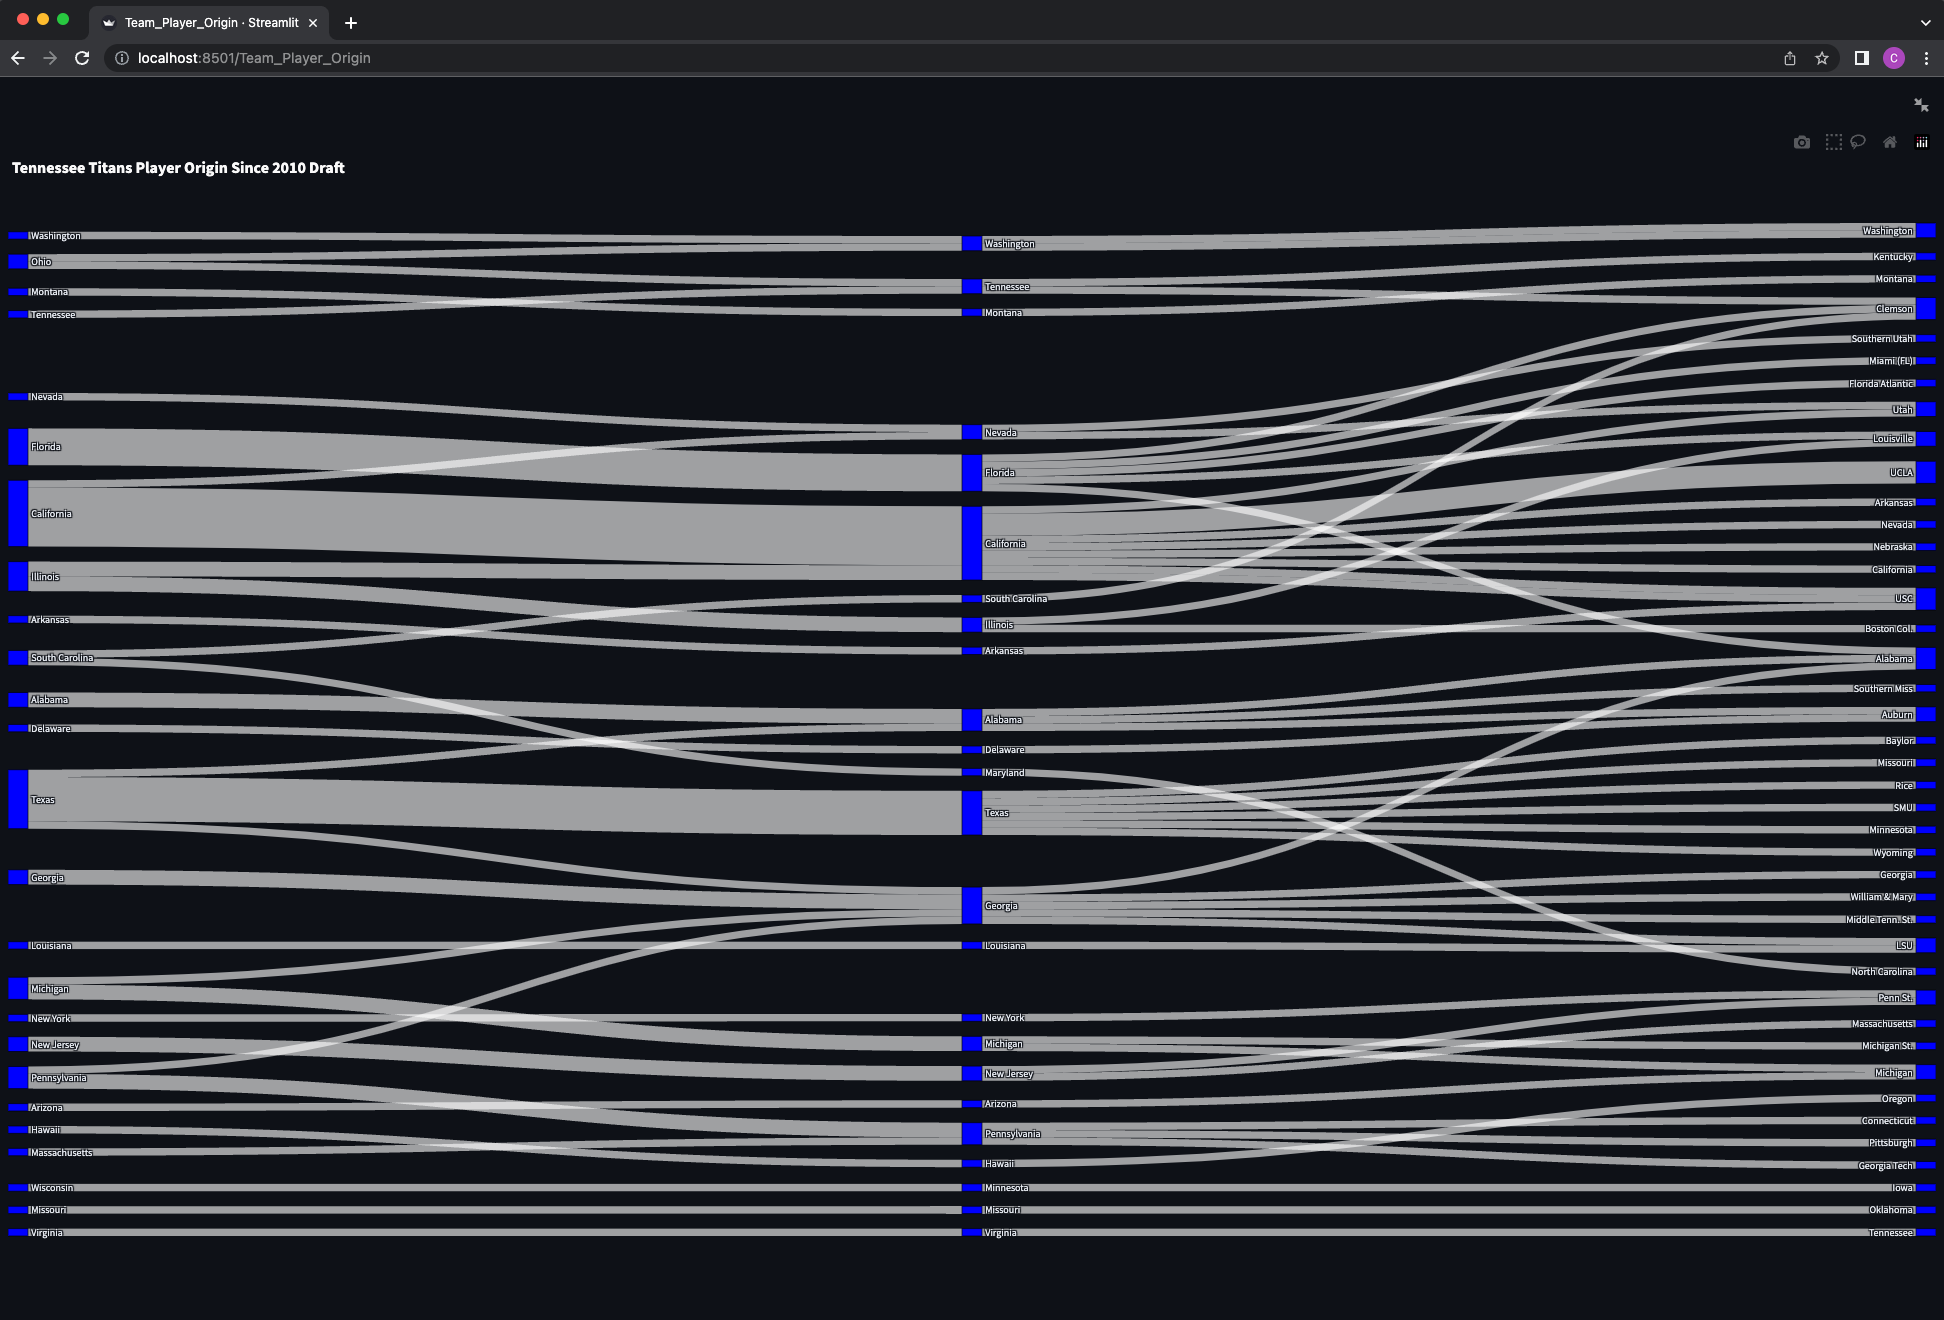 Team_Player_Origin · Streamlit
localhost:8501/Team_Player_Origin
C
Tennessee Titans Player Origin Since 2010 Draft
Washington
Ohio
Montana
Tennessee
Nevada
Florida
California
Illinois
Arkansas
South Carolina
Alabama
Delaware
Texas
Georgia
Louisiana
Michigan
New York
New Jersey
Pennsylvania
Arizona
Hawaii
Massachusetts
Wisconsin
Missouri
Virginia
Washington
Tennessee
Montana
Nevada
Florida
California
South Carolina
Illinois
Arkansas
Alabama
Delaware
Maryland
Texas
Georgia
Louisiana
New York
Michigan
New Jersey
Arizona
Pennsylvania
Hawaii
Minnesota
Missouri
Virginia
Washington
Kentucky
Montana
Clemson
Southern Utah
Miami (FL)
Florida Atlantic
Utah
Louisville
UCLA
Arkansas
Nevada
Nebraska
California
USC
Boston Col.
Alabama
Southern Miss
Auburn
Baylor
Missouri
Rice
SMU
Minnesota
Wyoming
Georgia
William & Mary
Middle Tenn. St.
LSU
North Carolina
Penn St.
Massachusetts
Michigan St.
Michigan
Oregon
Connecticut
Pittsburgh
Georgia Tech
Iowa
Oklahoma
Tennessee